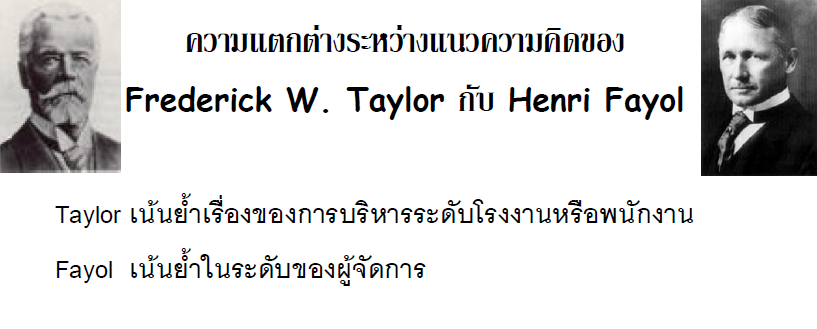 ความแตกต่างระหว่างแนวความคิดของ
Frederick W. Taylor กับ Henri Fayol
Taylor เน้นย้ำเรื่องของการบริหารระดับโรงงานหรือพนักงาน
Fayol เน้นย้ำในระดับของผู้จัดการ